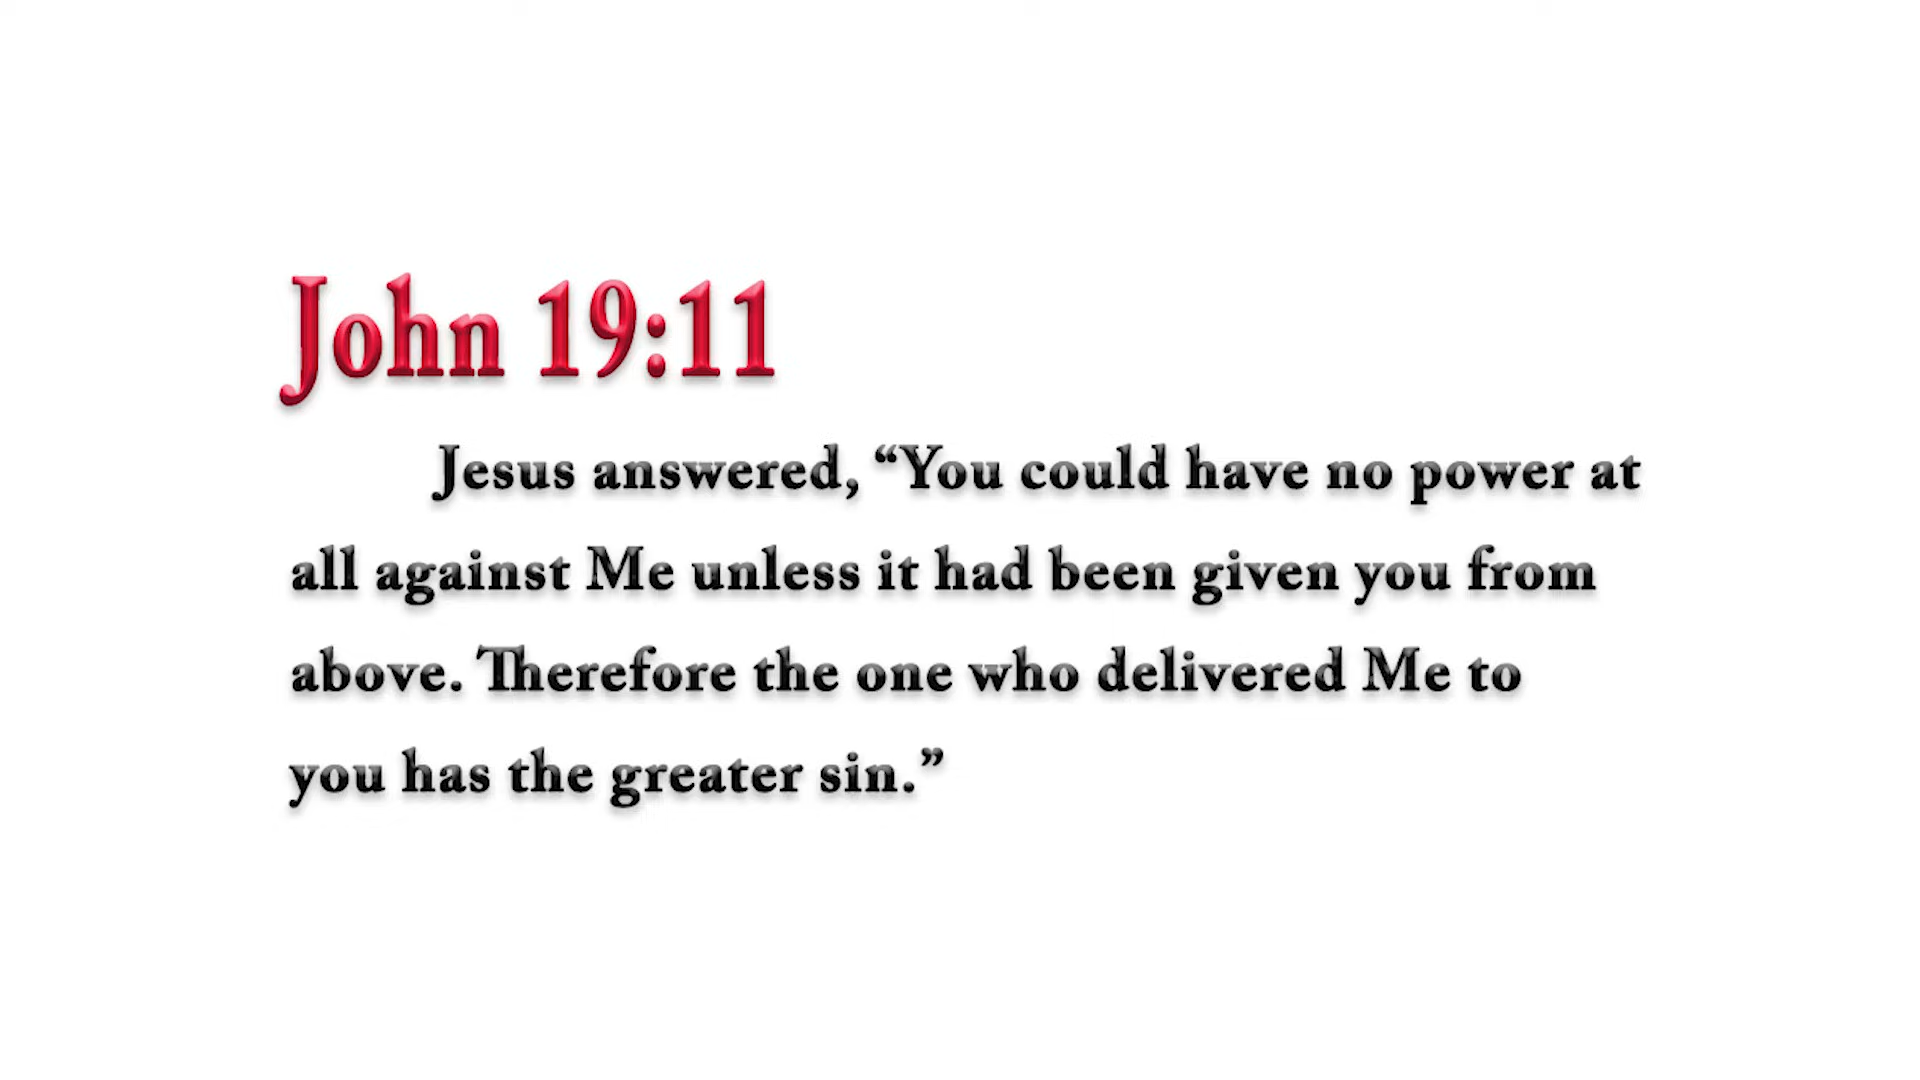 John 19:11
Jesus answered, “You could have no power at
all against Me unless it had been given you from
above. Therefore the one who delivered Me to
you has the greater sin.”